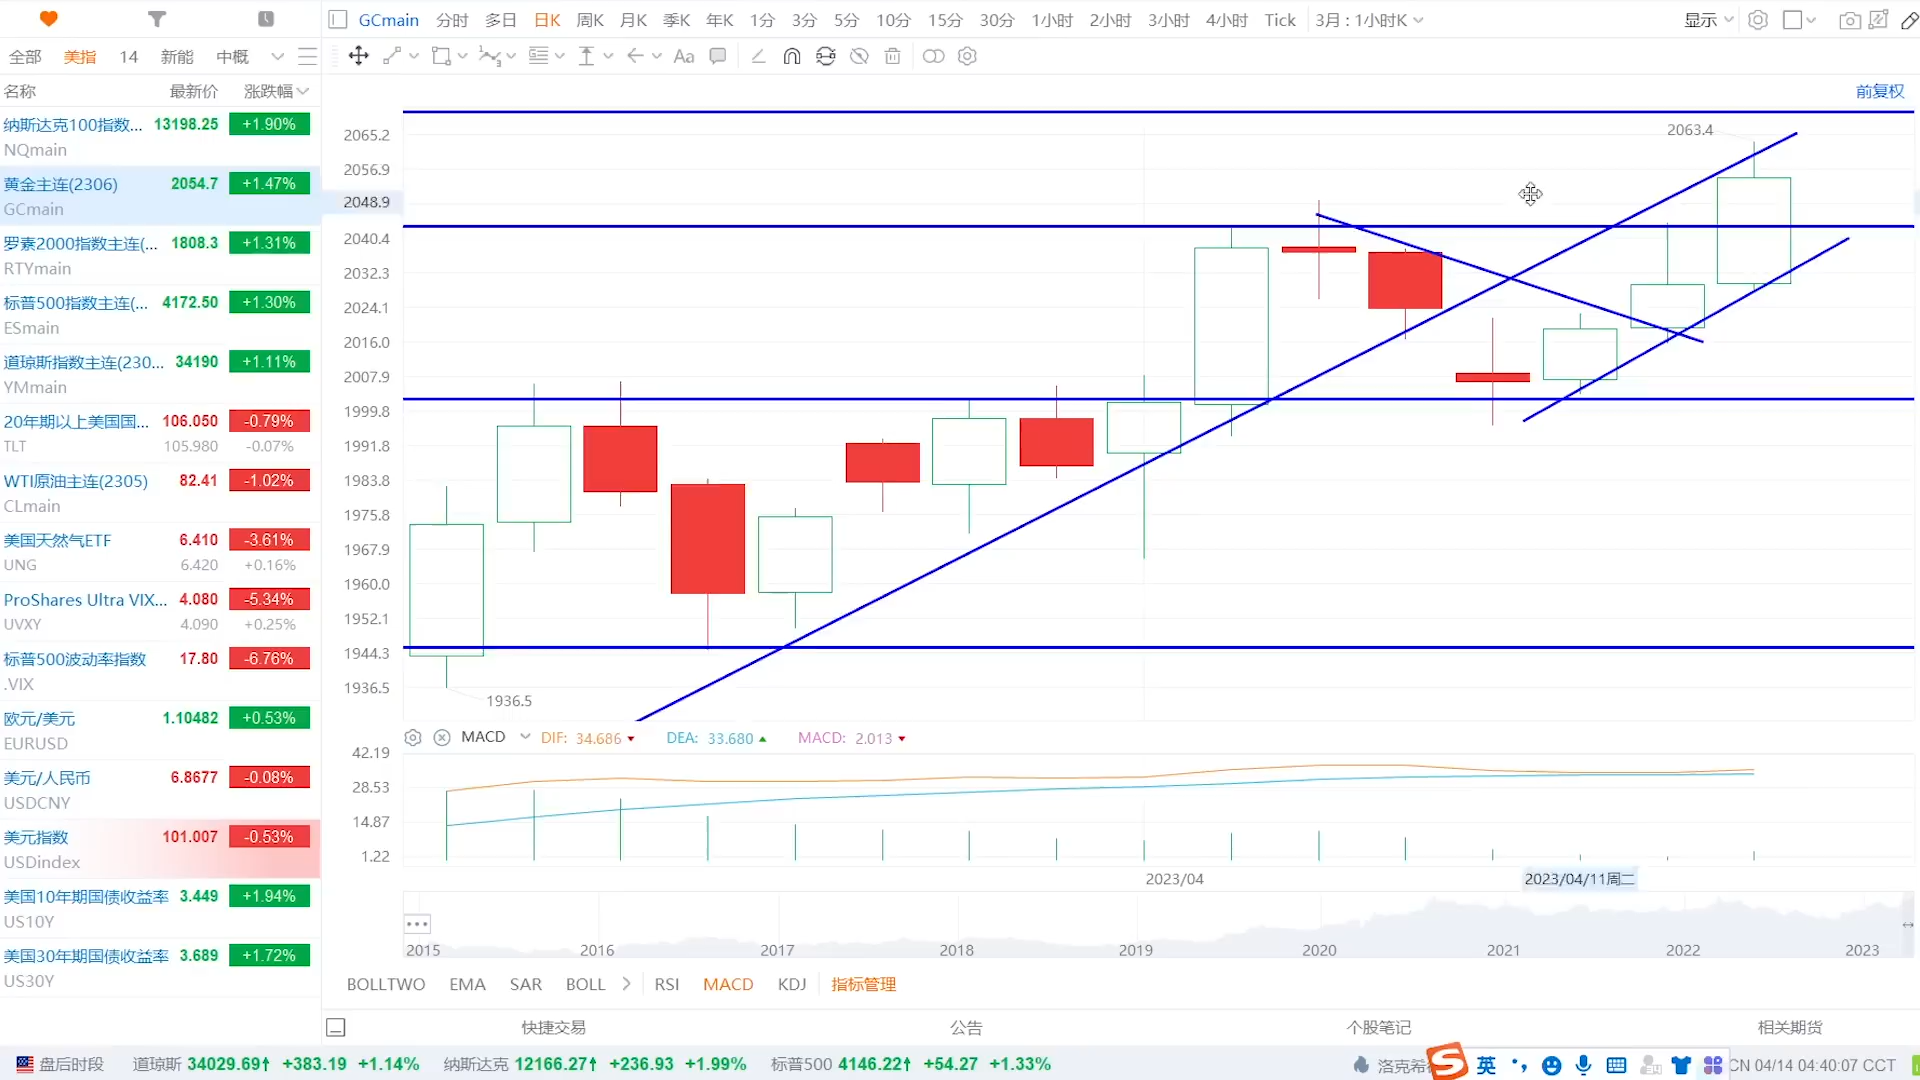 GCmain 分时 多日 日K 周K 月K 季K 年K 1分 3分 5分 10分 15分 30分 1小时 2小时 3小时 4小时 Tick 3月 : 1小时K 显示
全部 美指 14 新能 中概
Aa
名称 最新价 涨跌幅
前复权
纳斯达克100指数... 13198.25 +1.90%
NQmain
黄金主连(2306) 2054.7 +1.47%
GCmain
罗素2000指数主连(... 1808.3 +1.31%
RTYmain
标普500指数主连(... 4172.50 +1.30%
ESmain
道琼斯指数主连(230... 34190 +1.11%
YMmain
20年期以上美国国... 106.050 -0.79%
TLT 105.980 -0.07%
WTI原油主连(2305) 82.41 -1.02%
CLmain
美国天然气ETF 6.410 -3.61%
UNG 6.420 +0.16%
ProShares Ultra VIX... 4.080 -5.34%
UVXY 4.090 +0.25%
标普500波动率指数 17.80 -6.76%
.VIX
欧元/美元 1.10482 +0.53%
EURUSD
美元/人民币 6.8677 -0.08%
USDCNY
美元指数 101.007 -0.53%
USDindex
美国10年期国债收益率 3.449 +1.94%
US10Y
美国30年期国债收益率 3.689 +1.72%
US30Y
2065.2
2056.9
2048.9
2040.4
2032.3
2024.1
2016.0
2007.9
1999.8
1991.8
1983.8
1975.8
1967.9
1960.0
1952.1
1944.3
1936.5
2063.4
1936.5
MACD DIF: 34.686 DEA: 33.680 MACD: 2.013
42.19
28.53
14.87
1.22
2023/04 2023/04/11周二
2015 2016 2017 2018 2019 2020 2021 2022 2023
BOLLTWO EMA SAR BOLL RSI MACD KDJ 指标管理
快捷交易 公告 个股笔记 相关期货
盘后时段 道琼斯 34029.69↑ +383.19 +1.14% 纳斯达克 12166.27↑ +236.93 +1.99% 标普500 4146.22↑ +54.27 +1.33% 洛克希 英 CN 04/14 04:40:07 CCT